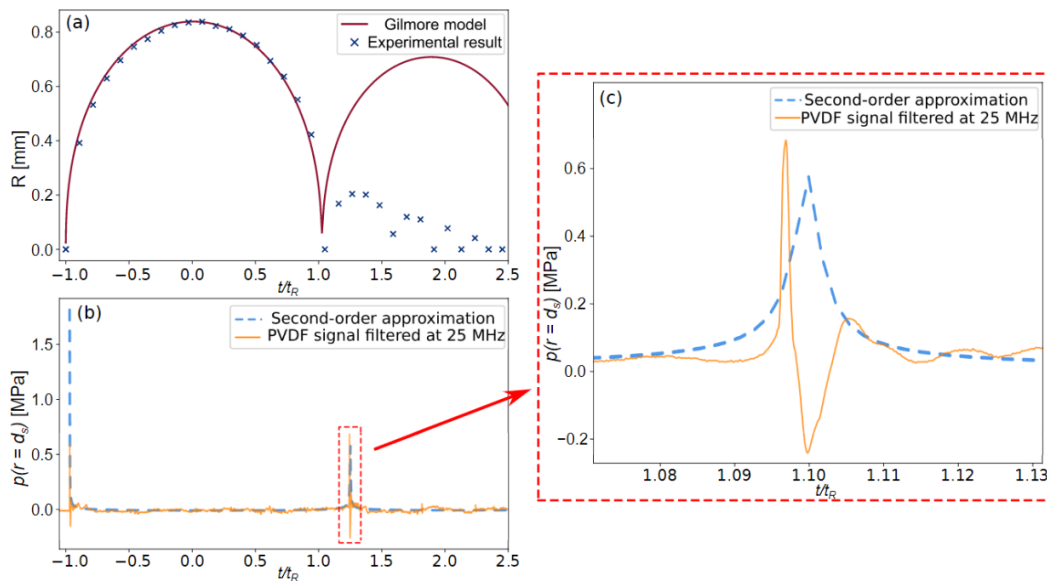 (a)
Gilmore model
Experimental result
R [mm]
0.8
0.6
0.4
0.2
0.0
−1.0 −0.5 0.0 0.5 1.0 1.5 2.0 2.5
t/tR
(b)
Second-order approximation
PVDF signal filtered at 25 MHz
p(r = ds) [MPa]
1.5
1.0
0.5
0.0
−1.0 −0.5 0.0 0.5 1.0 1.5 2.0 2.5
t/tR
(c)
Second-order approximation
PVDF signal filtered at 25 MHz
p(r = ds) [MPa]
0.6
0.4
0.2
0.0
−0.2
1.08 1.09 1.10 1.11 1.12 1.13
t/tR